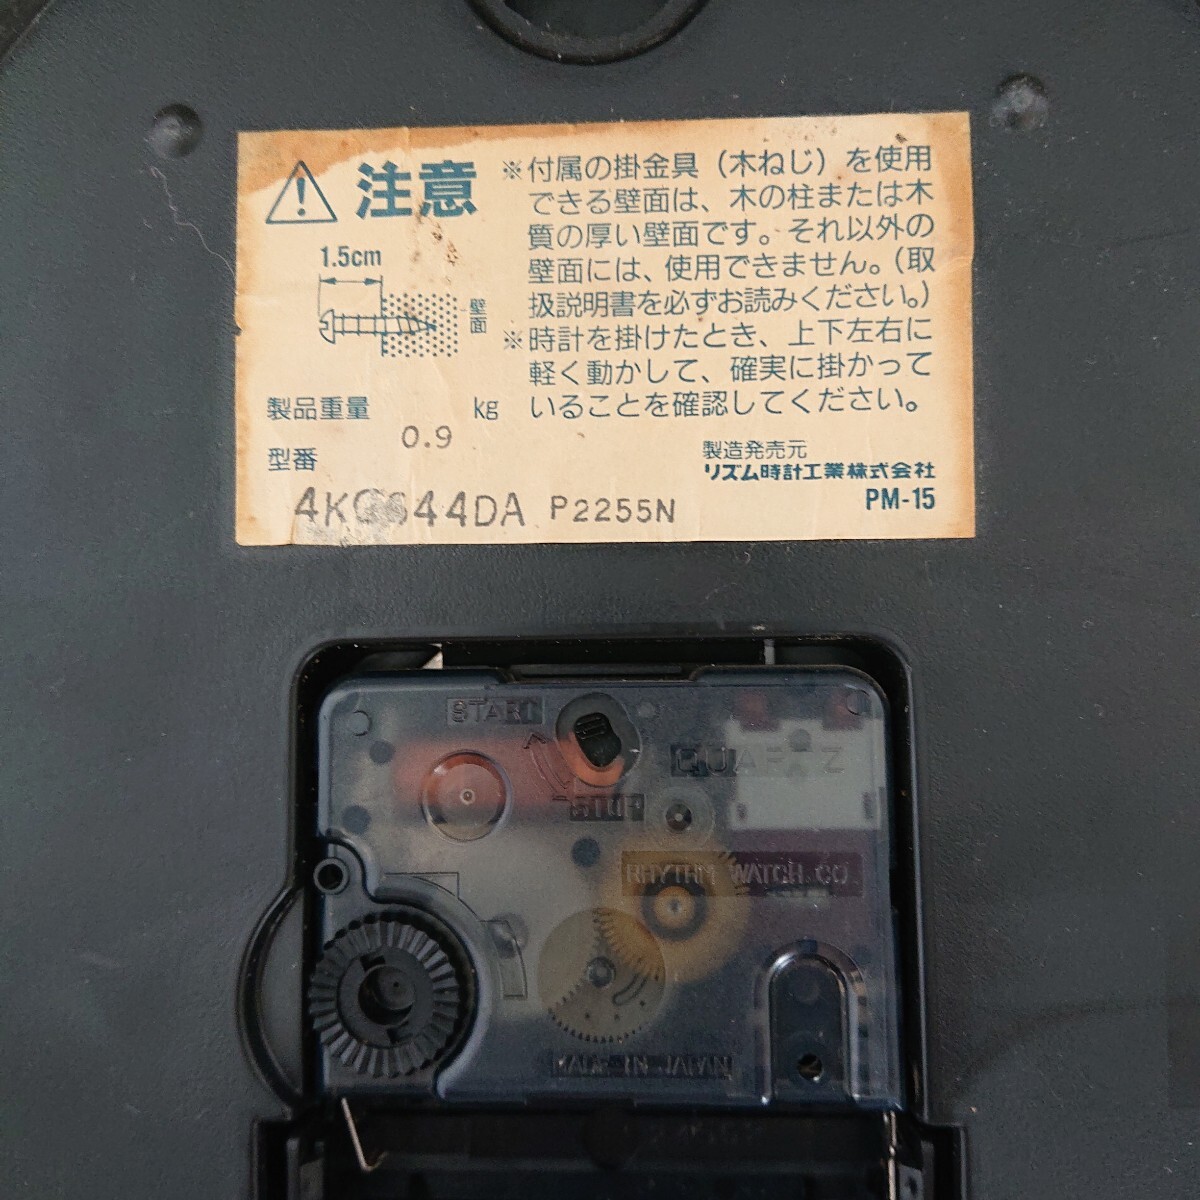 注意
※付属の掛金具（木ねじ）を使用
できる壁面は、木の柱または木
質の厚い壁面です。それ以外の
壁面には、使用できません。（取
扱説明書を必ずお読みください。）
※時計を掛けたとき、上下左右に
軽く動かして、確実に掛かって
いることを確認してください。
1.5cm
壁面
製品重量 0.9 kg
型番
P2255N
製造発売元
リズム時計工業株式会社
PM-15
START
STOP
QUARTZ
RHYTHM WATCH CO
MADE IN JAPAN